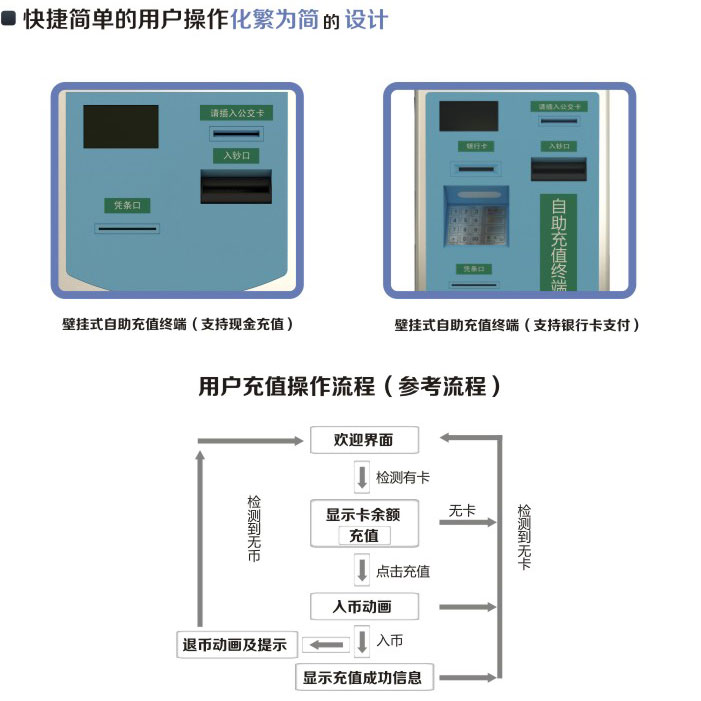 快捷简单的用户操作化繁为简的设计
请插入公交卡
入钞口
凭条口
请插入公交卡
银行卡
入钞口
自助充值终端
凭条口
壁挂式自助充值终端（支持现金充值）
壁挂式自助充值终端（支持银行卡支付）
用户充值操作流程（参考流程）
欢迎界面
检测有卡
显示卡余额
充值
无卡
检测到无币
检测到无卡
点击充值
入币动画
入币
退币动画及提示
显示充值成功信息